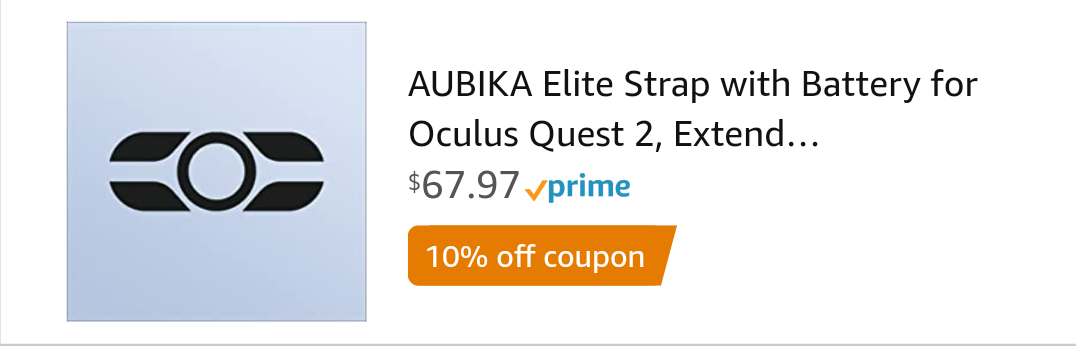 AUBIKA Elite Strap with Battery for
Oculus Quest 2, Extend...
$67.97 prime
10% off coupon